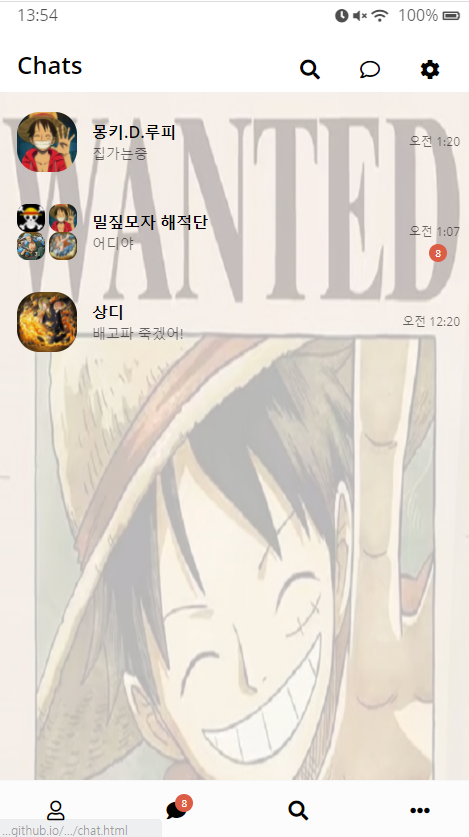 13:54
100%
Chats
WANTED
몽키.D.루피
오전 1:20
집가는중
밀짚모자 해적단
오전 1:07
어디야
8
상디
오전 12:20
배고파 죽겠어!
8
...github.io/.../chat.html